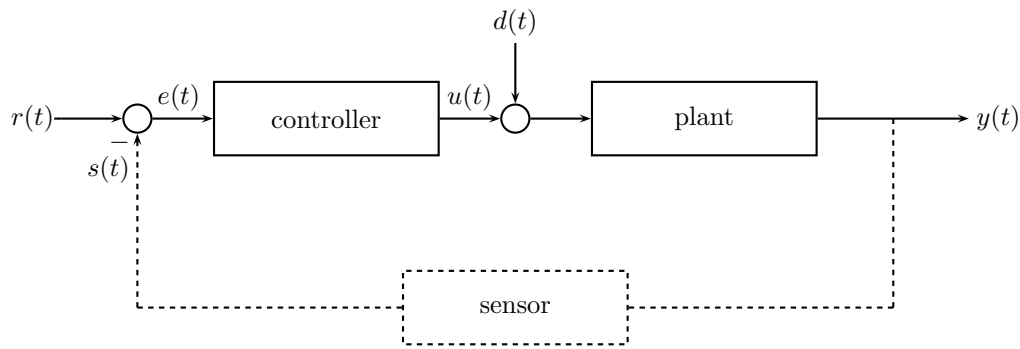 d(t)
r(t)
e(t)
controller
u(t)
plant
y(t)
−
s(t)
sensor